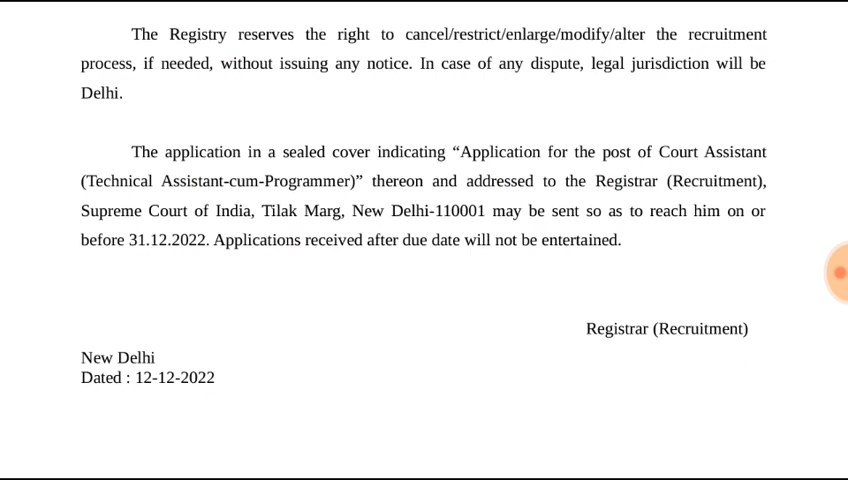 The Registry reserves the right to cancel/restrict/enlarge/modify/alter the recruitment
process, if needed, without issuing any notice. In case of any dispute, legal jurisdiction will be
Delhi.
The application in a sealed cover indicating “Application for the post of Court Assistant
(Technical Assistant-cum-Programmer)” thereon and addressed to the Registrar (Recruitment),
Supreme Court of India, Tilak Marg, New Delhi-110001 may be sent so as to reach him on or
before 31.12.2022. Applications received after due date will not be entertained.
Registrar (Recruitment)
New Delhi
Dated : 12-12-2022